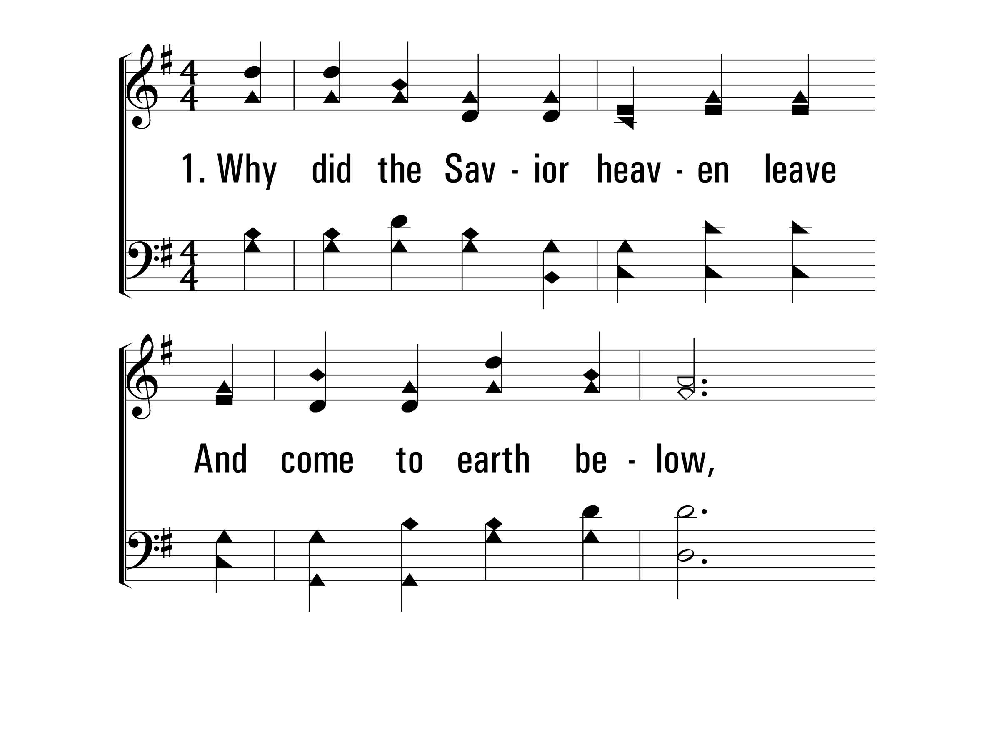 1. Why did the Sav - ior heav - en leave
And come to earth be - low,